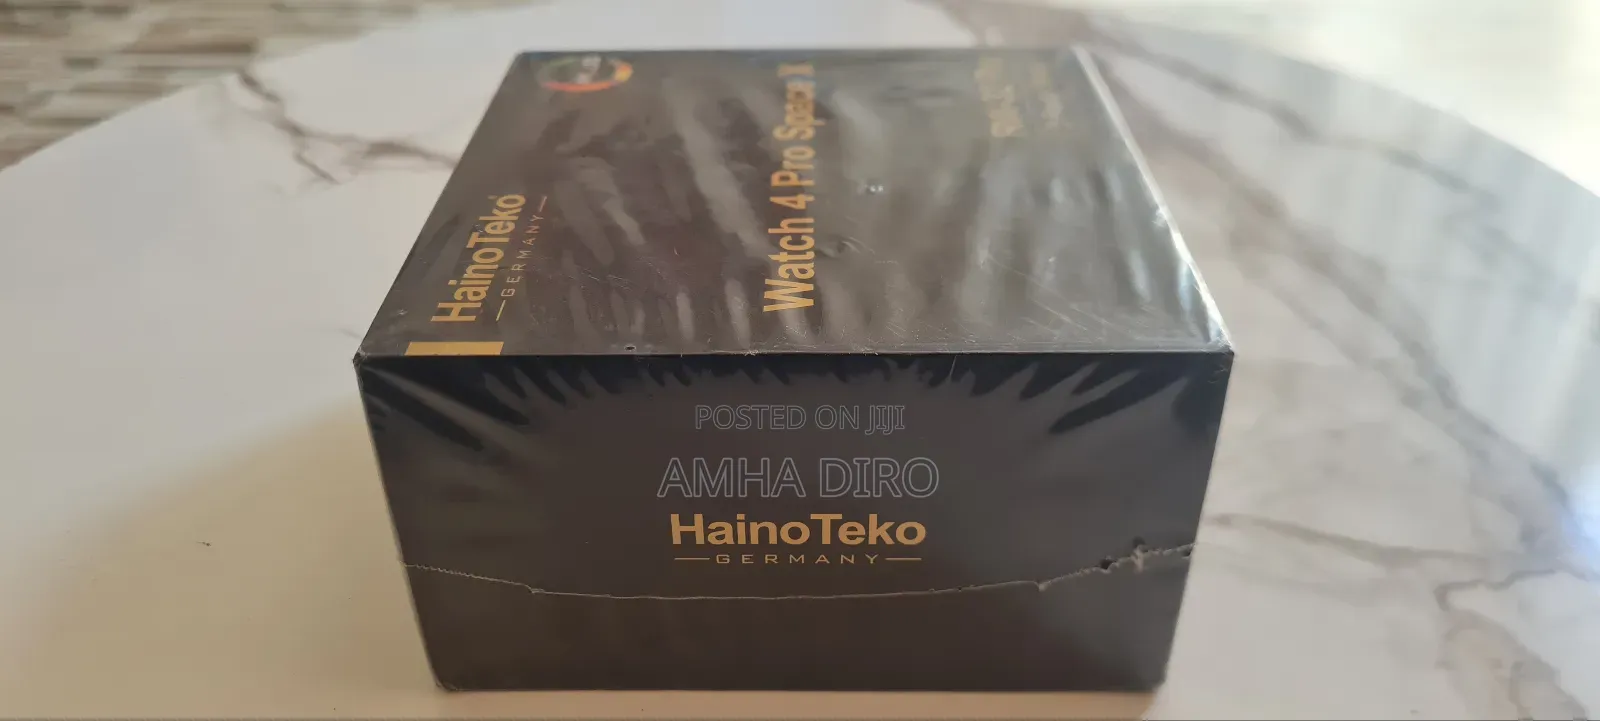 HainoTeko
GERMANY
Watch 4 Pro Space X
POSTED ON JIJI
AMHA DIRO
HainoTeko
GERMANY